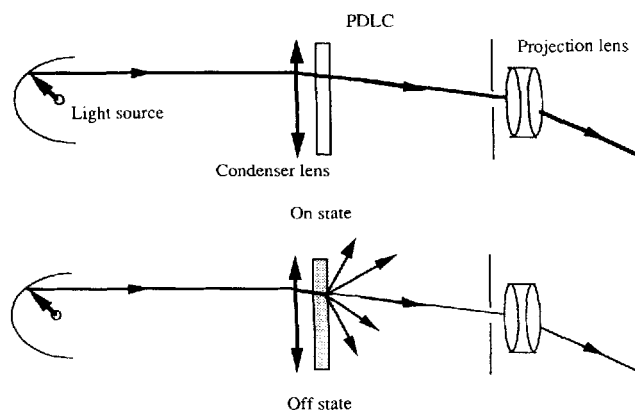 PDLC
Projection lens
Light source
Condenser lens
On state
Off state